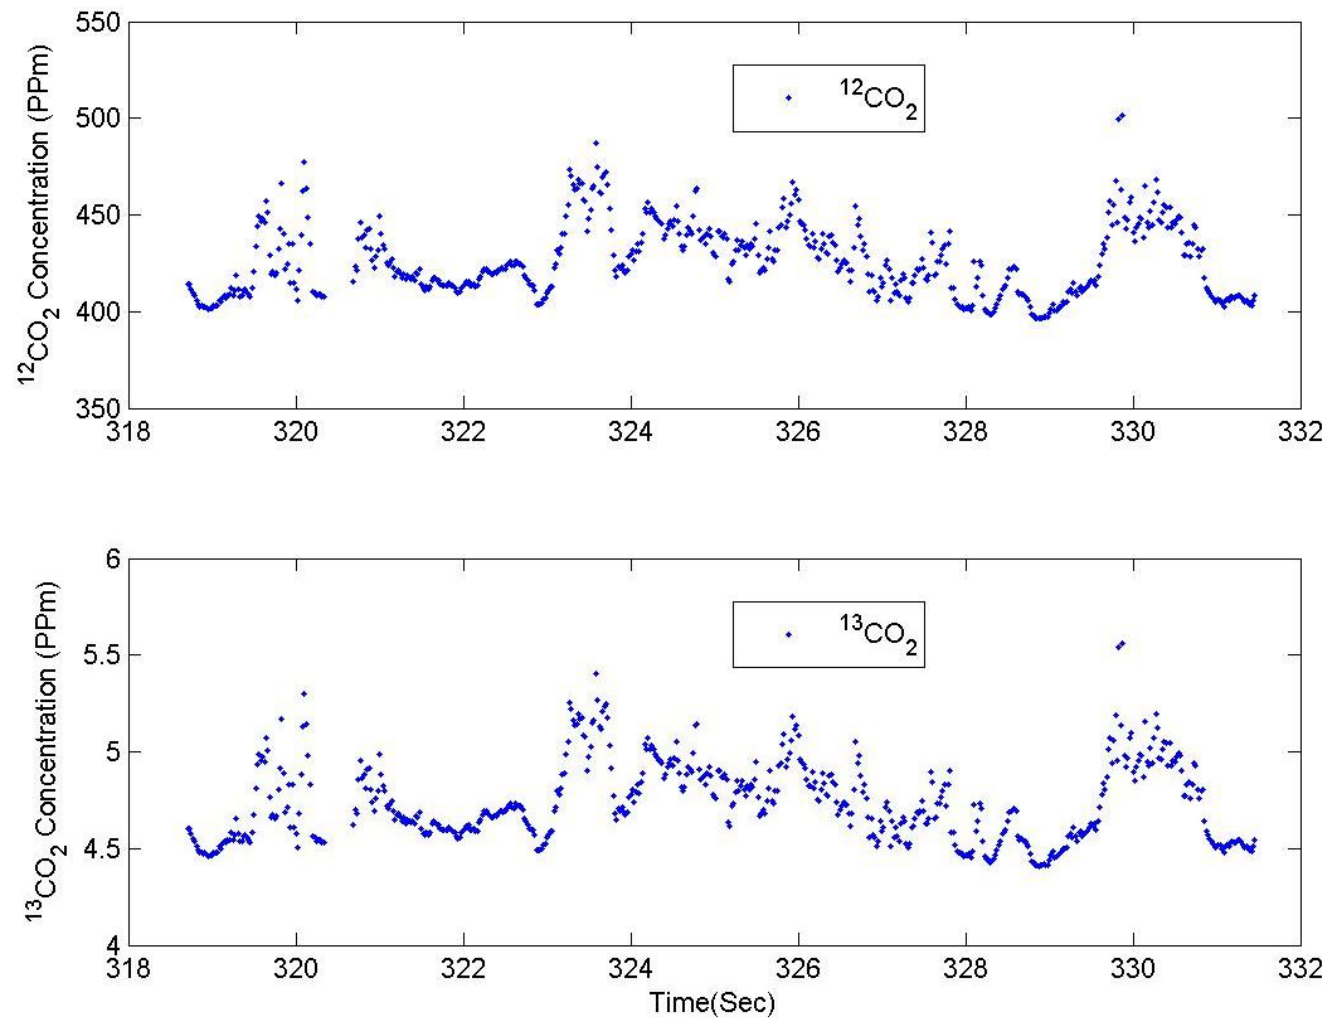 550
500
450
400
350
¹²CO₂ Concentration (PPm)
¹²CO₂
318 320 322 324 326 328 330 332
6
5.5
5
4.5
4
¹³CO₂ Concentration (PPm)
¹³CO₂
318 320 322 324 326 328 330 332
Time(Sec)